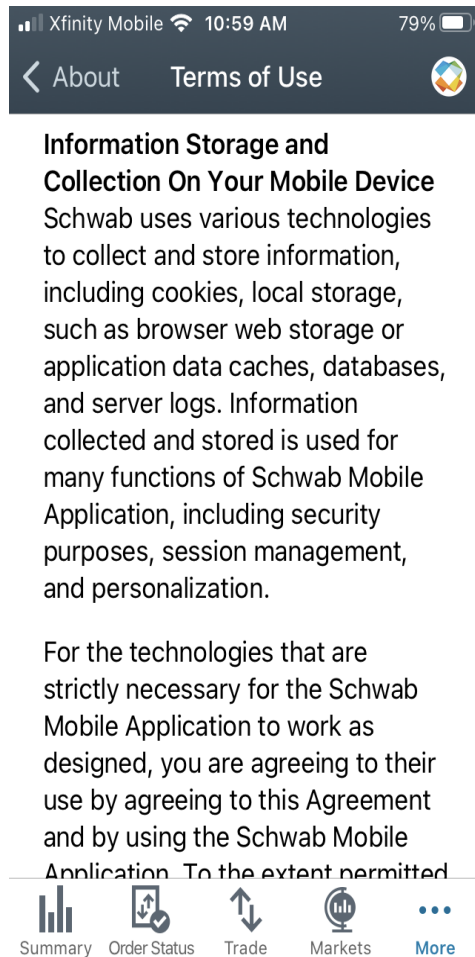 Xfinity Mobile 10:59 AM 79%
About Terms of Use
Information Storage and
Collection On Your Mobile Device
Schwab uses various technologies
to collect and store information,
including cookies, local storage,
such as browser web storage or
application data caches, databases,
and server logs. Information
collected and stored is used for
many functions of Schwab Mobile
Application, including security
purposes, session management,
and personalization.
For the technologies that are
strictly necessary for the Schwab
Mobile Application to work as
designed, you are agreeing to their
use by agreeing to this Agreement
and by using the Schwab Mobile
Application. To the extent permitted
Summary Order Status Trade Markets More